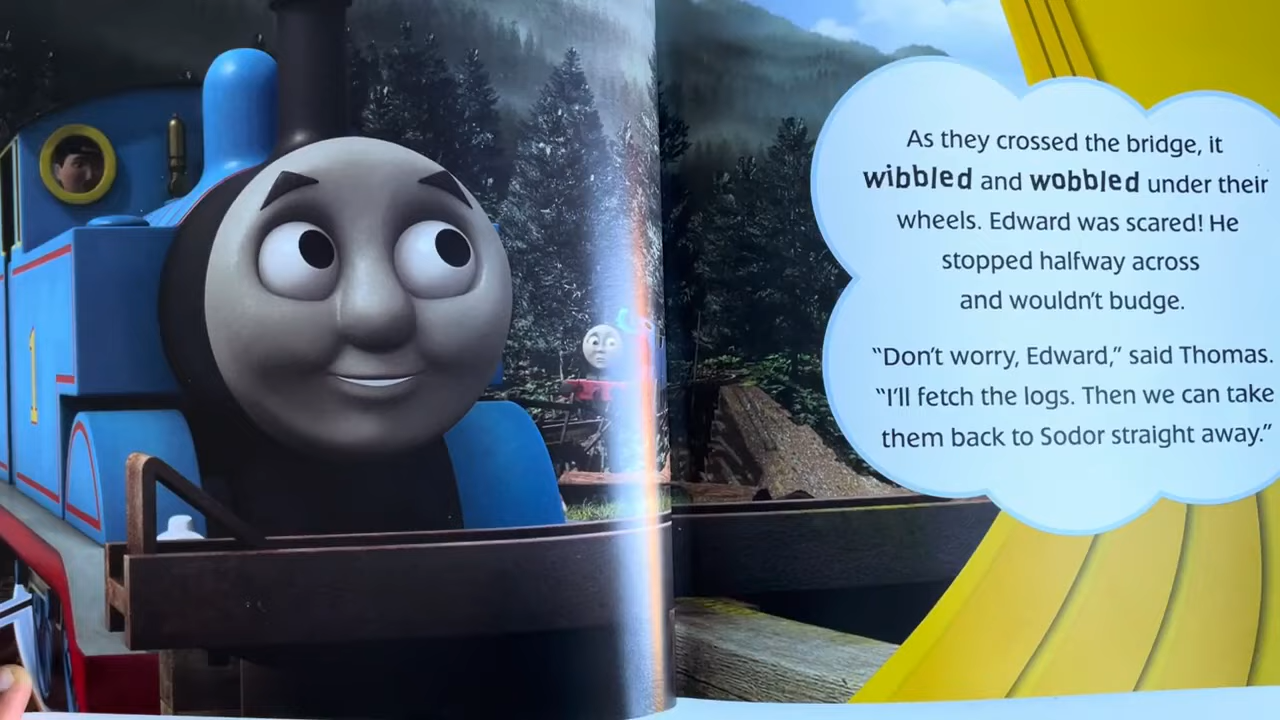 1
As they crossed the bridge, it
wibbled and wobbled under their
wheels. Edward was scared! He
stopped halfway across
and wouldn't budge.
“Don't worry, Edward,” said Thomas.
“I'll fetch the logs. Then we can take
them back to Sodor straight away.”